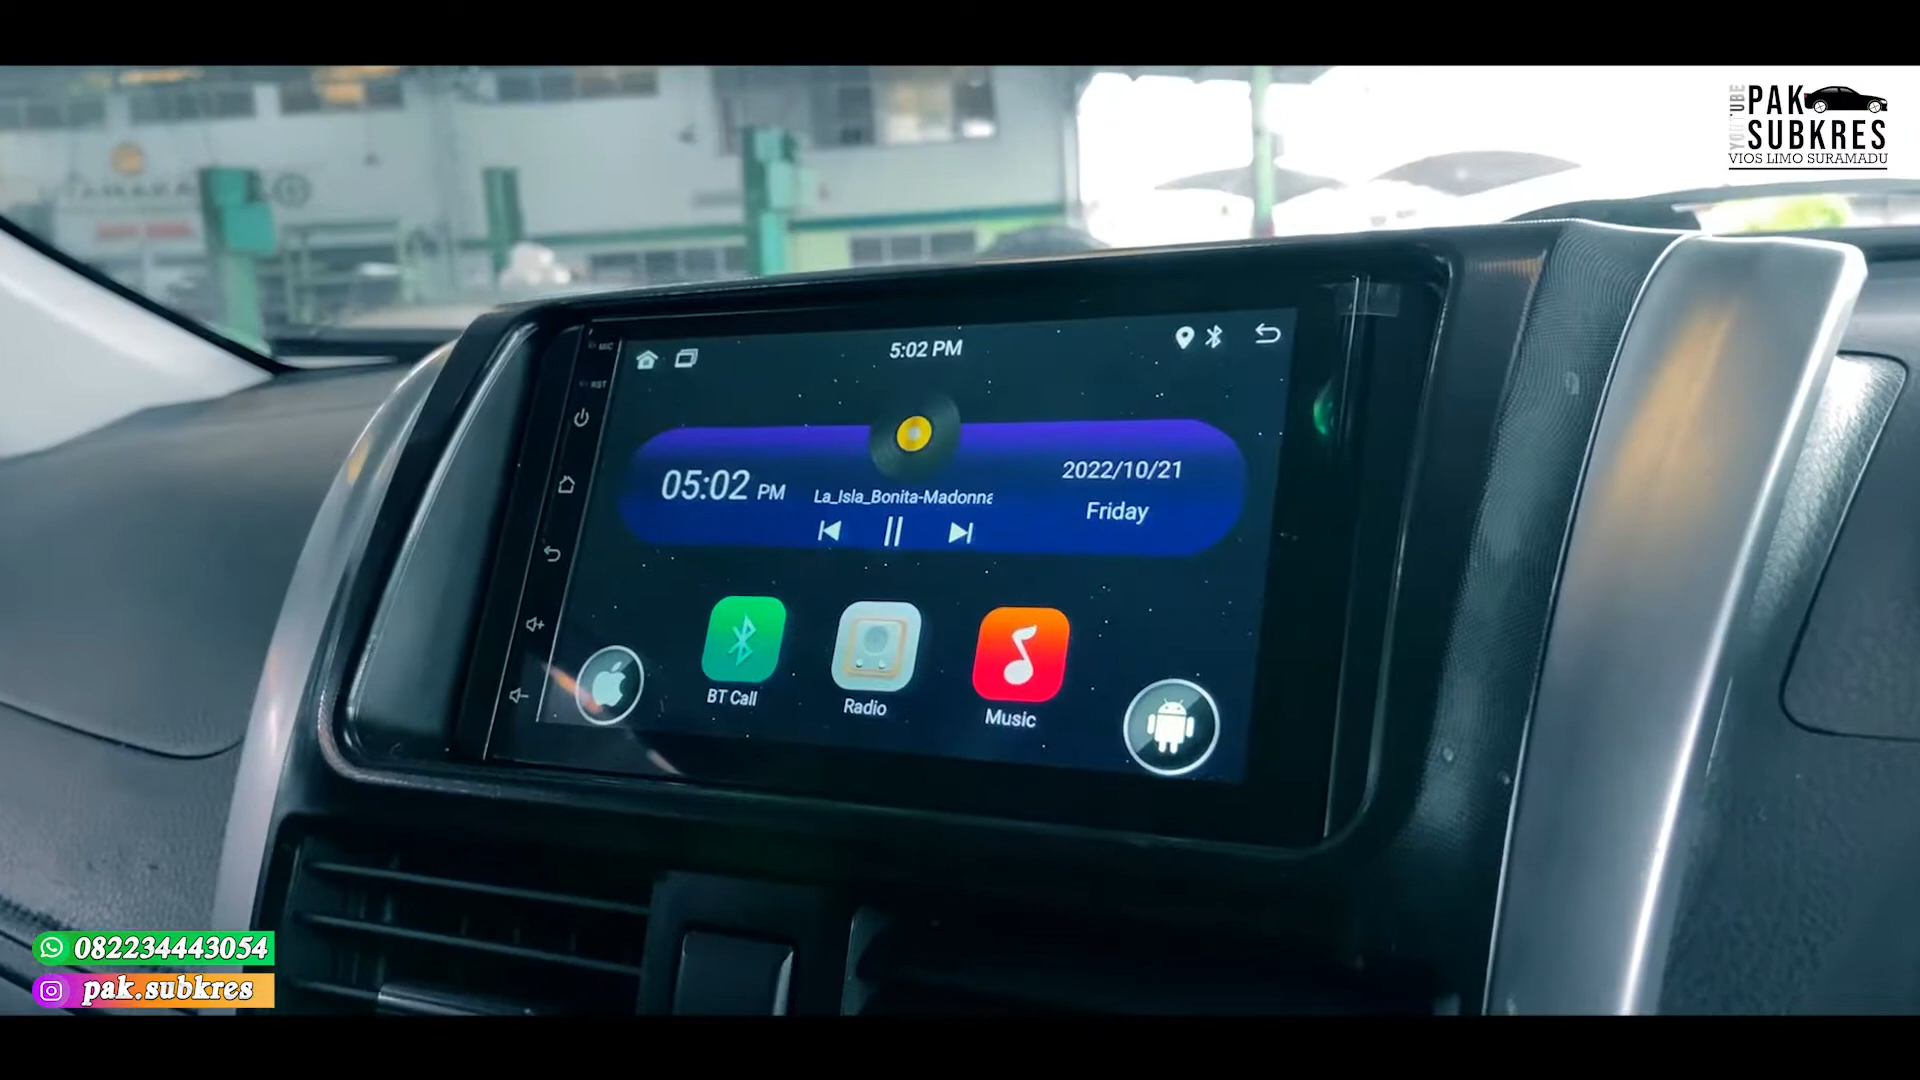 YOUTUBE
PAK
SUBKRES
VIOS LIMO SURAMADU
MIC
RST
5:02 PM
05:02 PM
La_Isla_Bonita-Madonna
2022/10/21
Friday
BT Call
Radio
Music
082234443054
pak.subkres